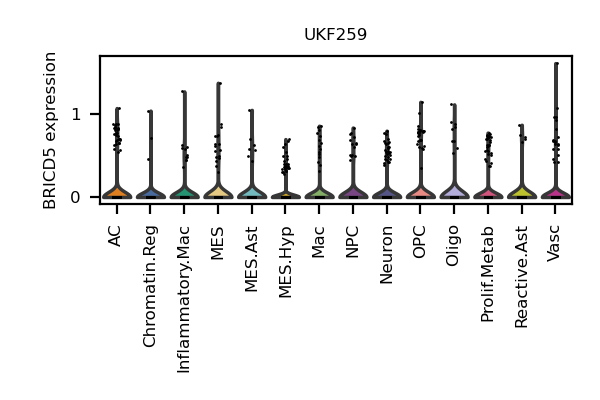 UKF259
BRICD5 expression
1
0
AC
Chromatin.Reg
Inflammatory.Mac
MES
MES.Ast
MES.Hyp
Mac
NPC
Neuron
OPC
Oligo
Prolif.Metab
Reactive.Ast
Vasc